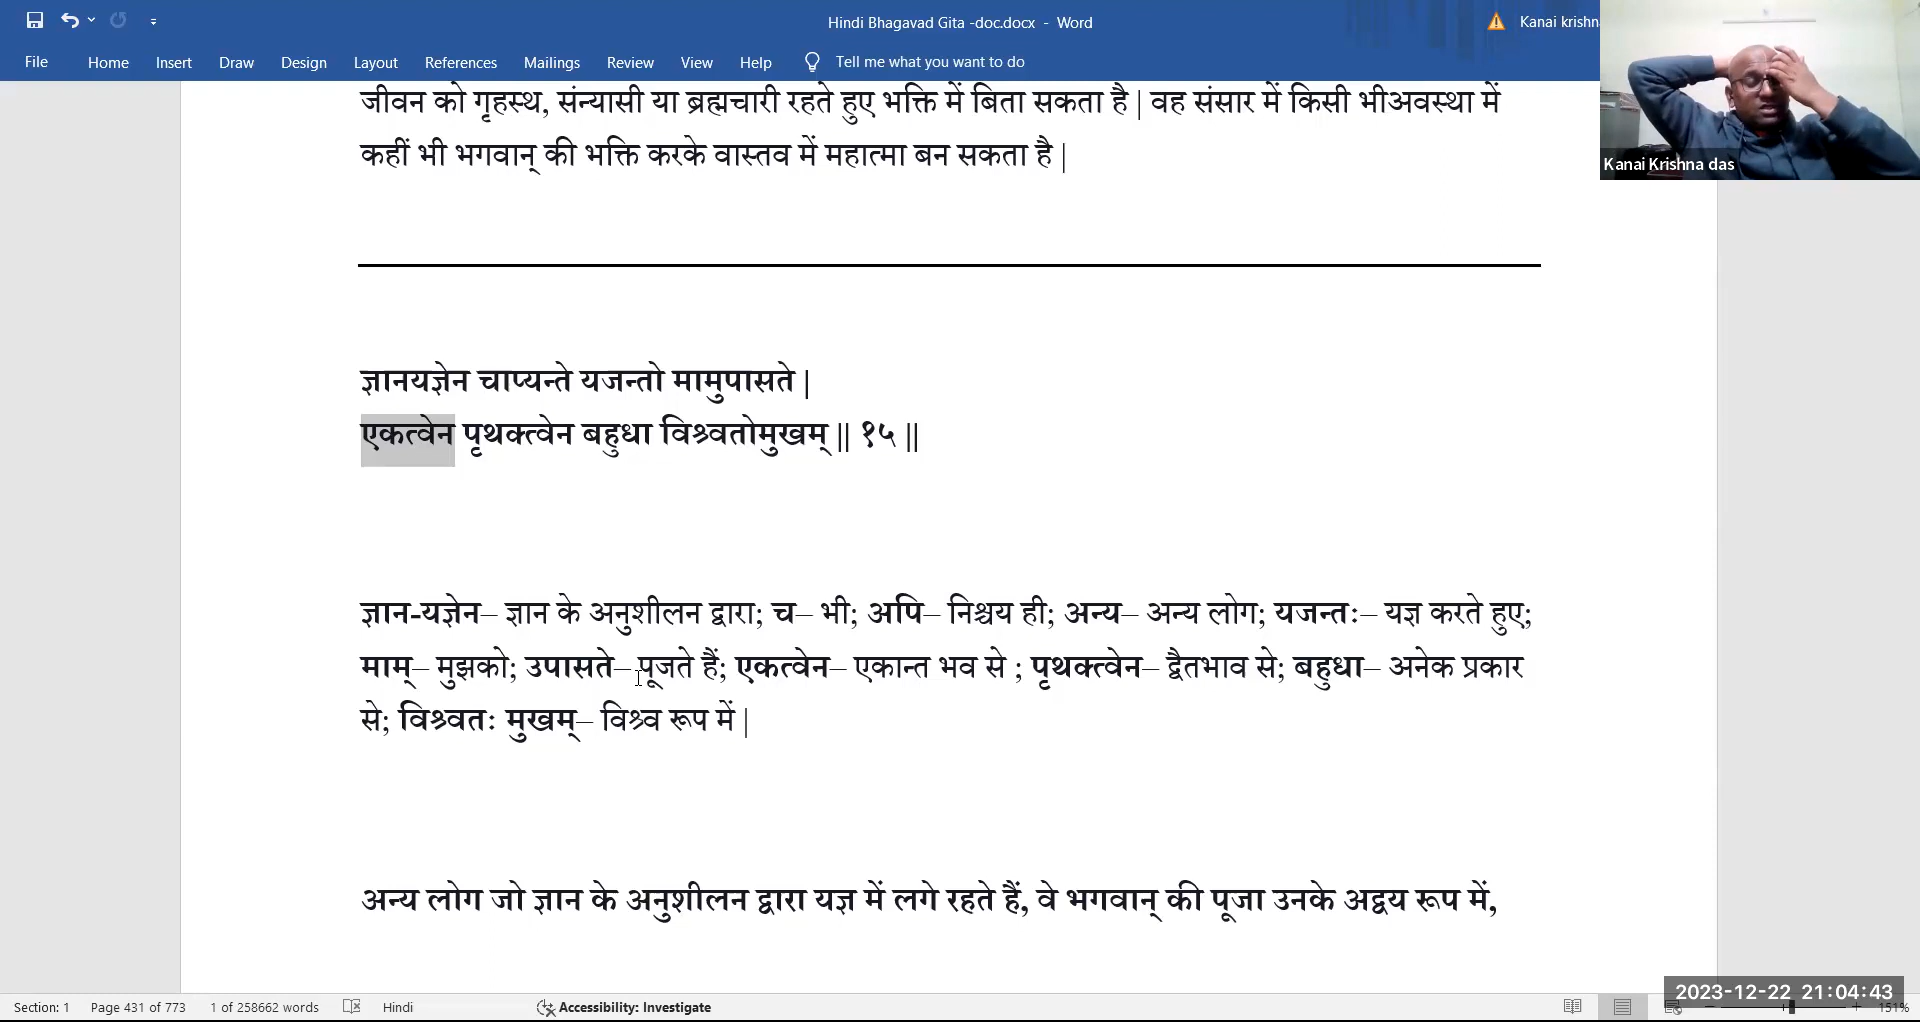 Hindi Bhagavad Gita -doc.docx - Word
Kanai krishn
File Home Insert Draw Design Layout References Mailings Review View Help Tell me what you want to do
Kanai Krishna das
जीवन को गृहस्थ, संन्यासी या ब्रह्मचारी रहते हुए भक्ति में बिता सकता है | वह संसार में किसी भीअवस्था में
कहीं भी भगवान् की भक्ति करके वास्तव में महात्मा बन सकता है |
ज्ञानयज्ञेन चाप्यन्ते यजन्तो मामुपासते |
एकत्वेन पृथक्त्वेन बहुधा विश्र्वतोमुखम् || १५ ||
ज्ञान-यज्ञेन– ज्ञान के अनुशीलन द्वारा; च– भी; अपि– निश्चय ही; अन्य– अन्य लोग; यजन्तः– यज्ञ करते हुए;
माम्– मुझको; उपासते– पूजते हैं; एकत्वेन– एकान्त भव से ; पृथक्त्वेन– द्वैतभाव से; बहुधा– अनेक प्रकार
से; विश्र्वतः मुखम्– विश्र्व रूप में |
अन्य लोग जो ज्ञान के अनुशीलन द्वारा यज्ञ में लगे रहते हैं, वे भगवान् की पूजा उनके अद्वय रूप में,
Section: 1 Page 431 of 773 1 of 258662 words Hindi Accessibility: Investigate 151%
2023-12-22 21:04:43